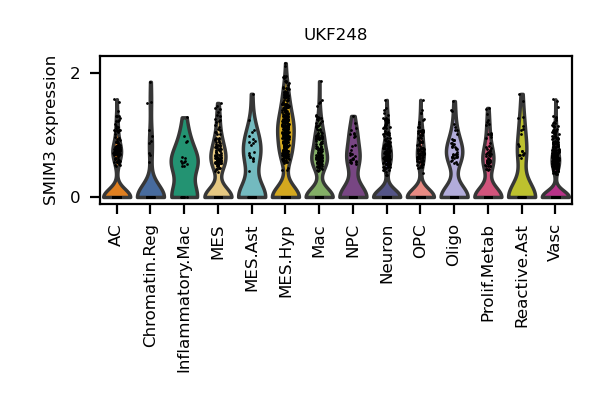 UKF248
SMIM3 expression
2
0
AC
Chromatin.Reg
Inflammatory.Mac
MES
MES.Ast
MES.Hyp
Mac
NPC
Neuron
OPC
Oligo
Prolif.Metab
Reactive.Ast
Vasc